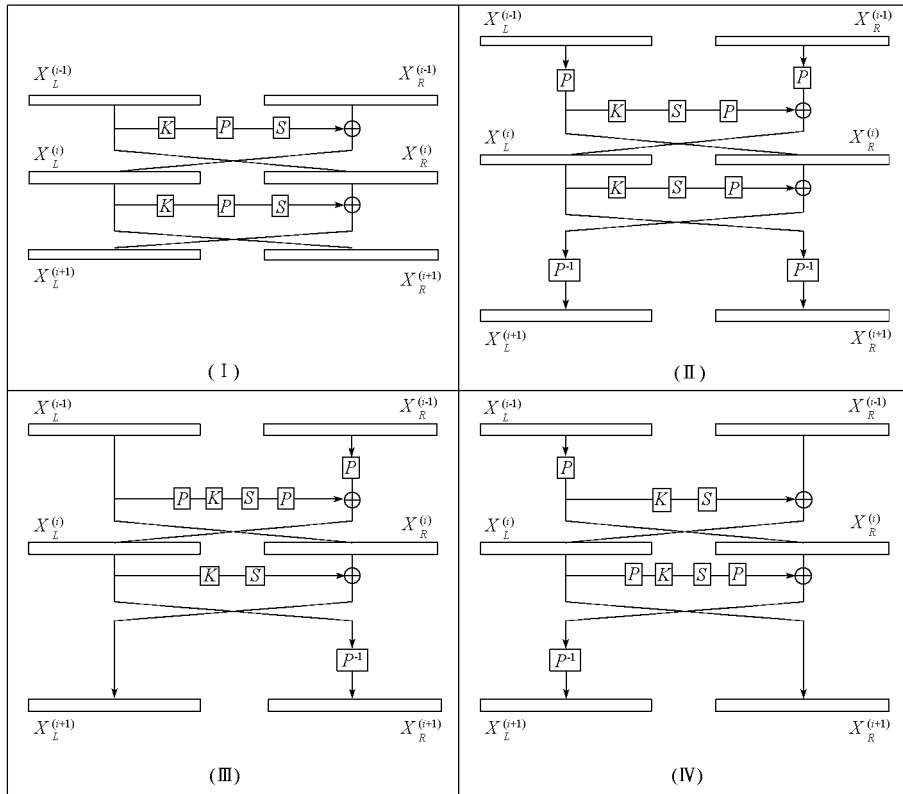 X_L^(i-1) X_R^(i-1)
K P S
X_L^(i) X_R^(i)
K P S
X_L^(i+1) X_R^(i+1)
(Ⅰ)
X_L^(i-1) X_R^(i-1)
P P
K S P
X_L^(i) X_R^(i)
K S P
P^-1 P^-1
X_L^(i+1) X_R^(i+1)
(Ⅱ)
X_L^(i-1) X_R^(i-1)
P
P K S P
X_L^(i) X_R^(i)
K S
P^-1
X_L^(i+1) X_R^(i+1)
(Ⅲ)
X_L^(i-1) X_R^(i-1)
P
K S
X_L^(i) X_R^(i)
P K S P
P^-1
X_L^(i+1) X_R^(i+1)
(Ⅳ)